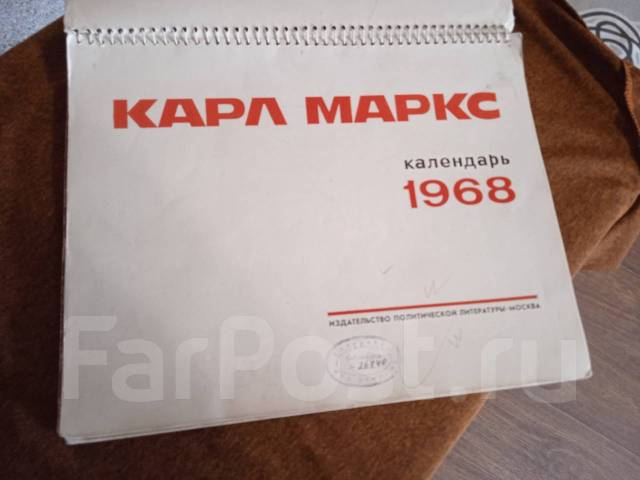 КАРЛ МАРКС
календарь
1968
ИЗДАТЕЛЬСТВО ПОЛИТИЧЕСКОЙ ЛИТЕРАТУРЫ-МОСКВА
FarPost.ru